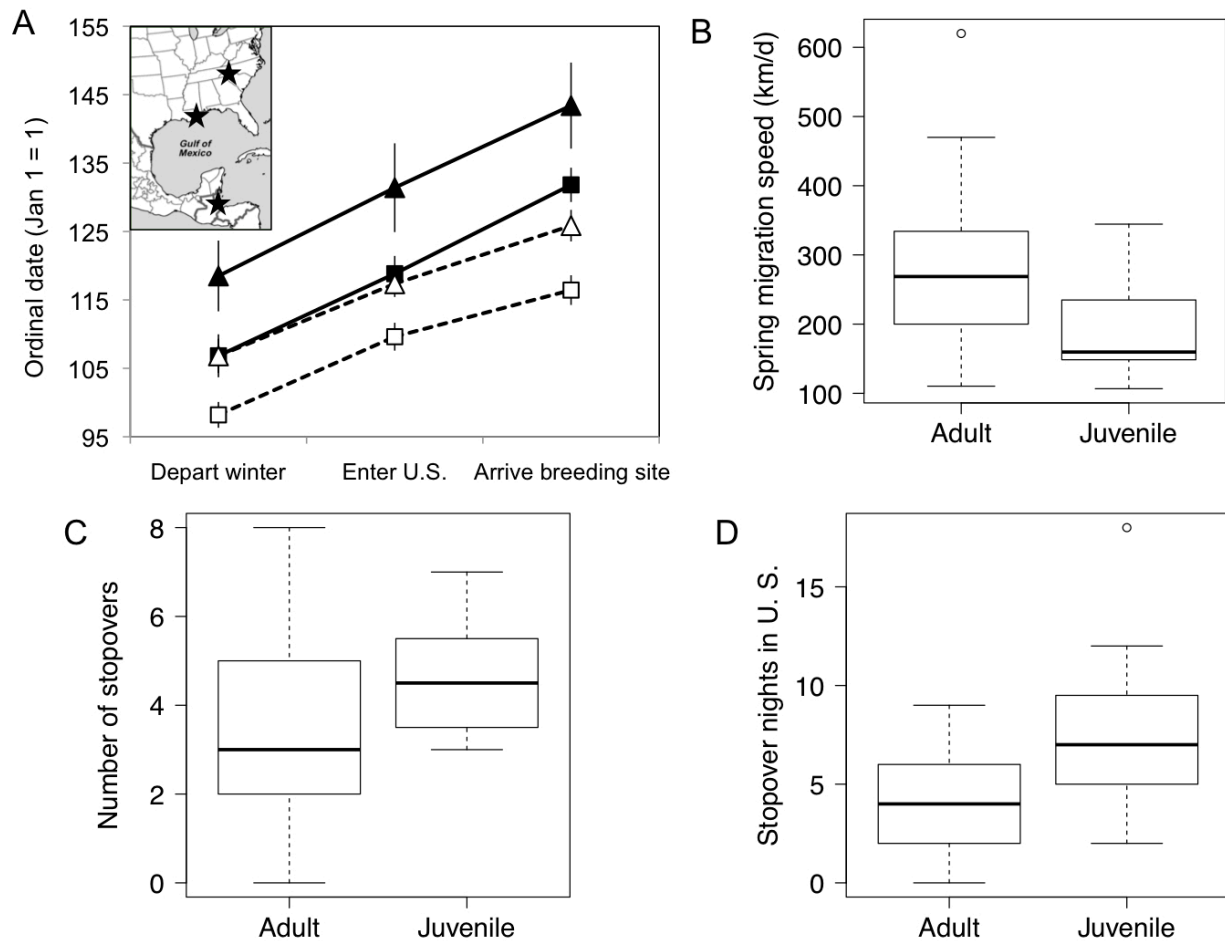 A
155
145
135
125
115
105
95
Ordinal date (Jan 1 = 1)
Gulf of
Mexico
Depart winter
Enter U.S.
Arrive breeding site
B
600
500
400
300
200
100
Spring migration speed (km/d)
Adult
Juvenile
C
8
6
4
2
0
Number of stopovers
Adult
Juvenile
D
15
10
5
0
Stopover nights in U. S.
Adult
Juvenile